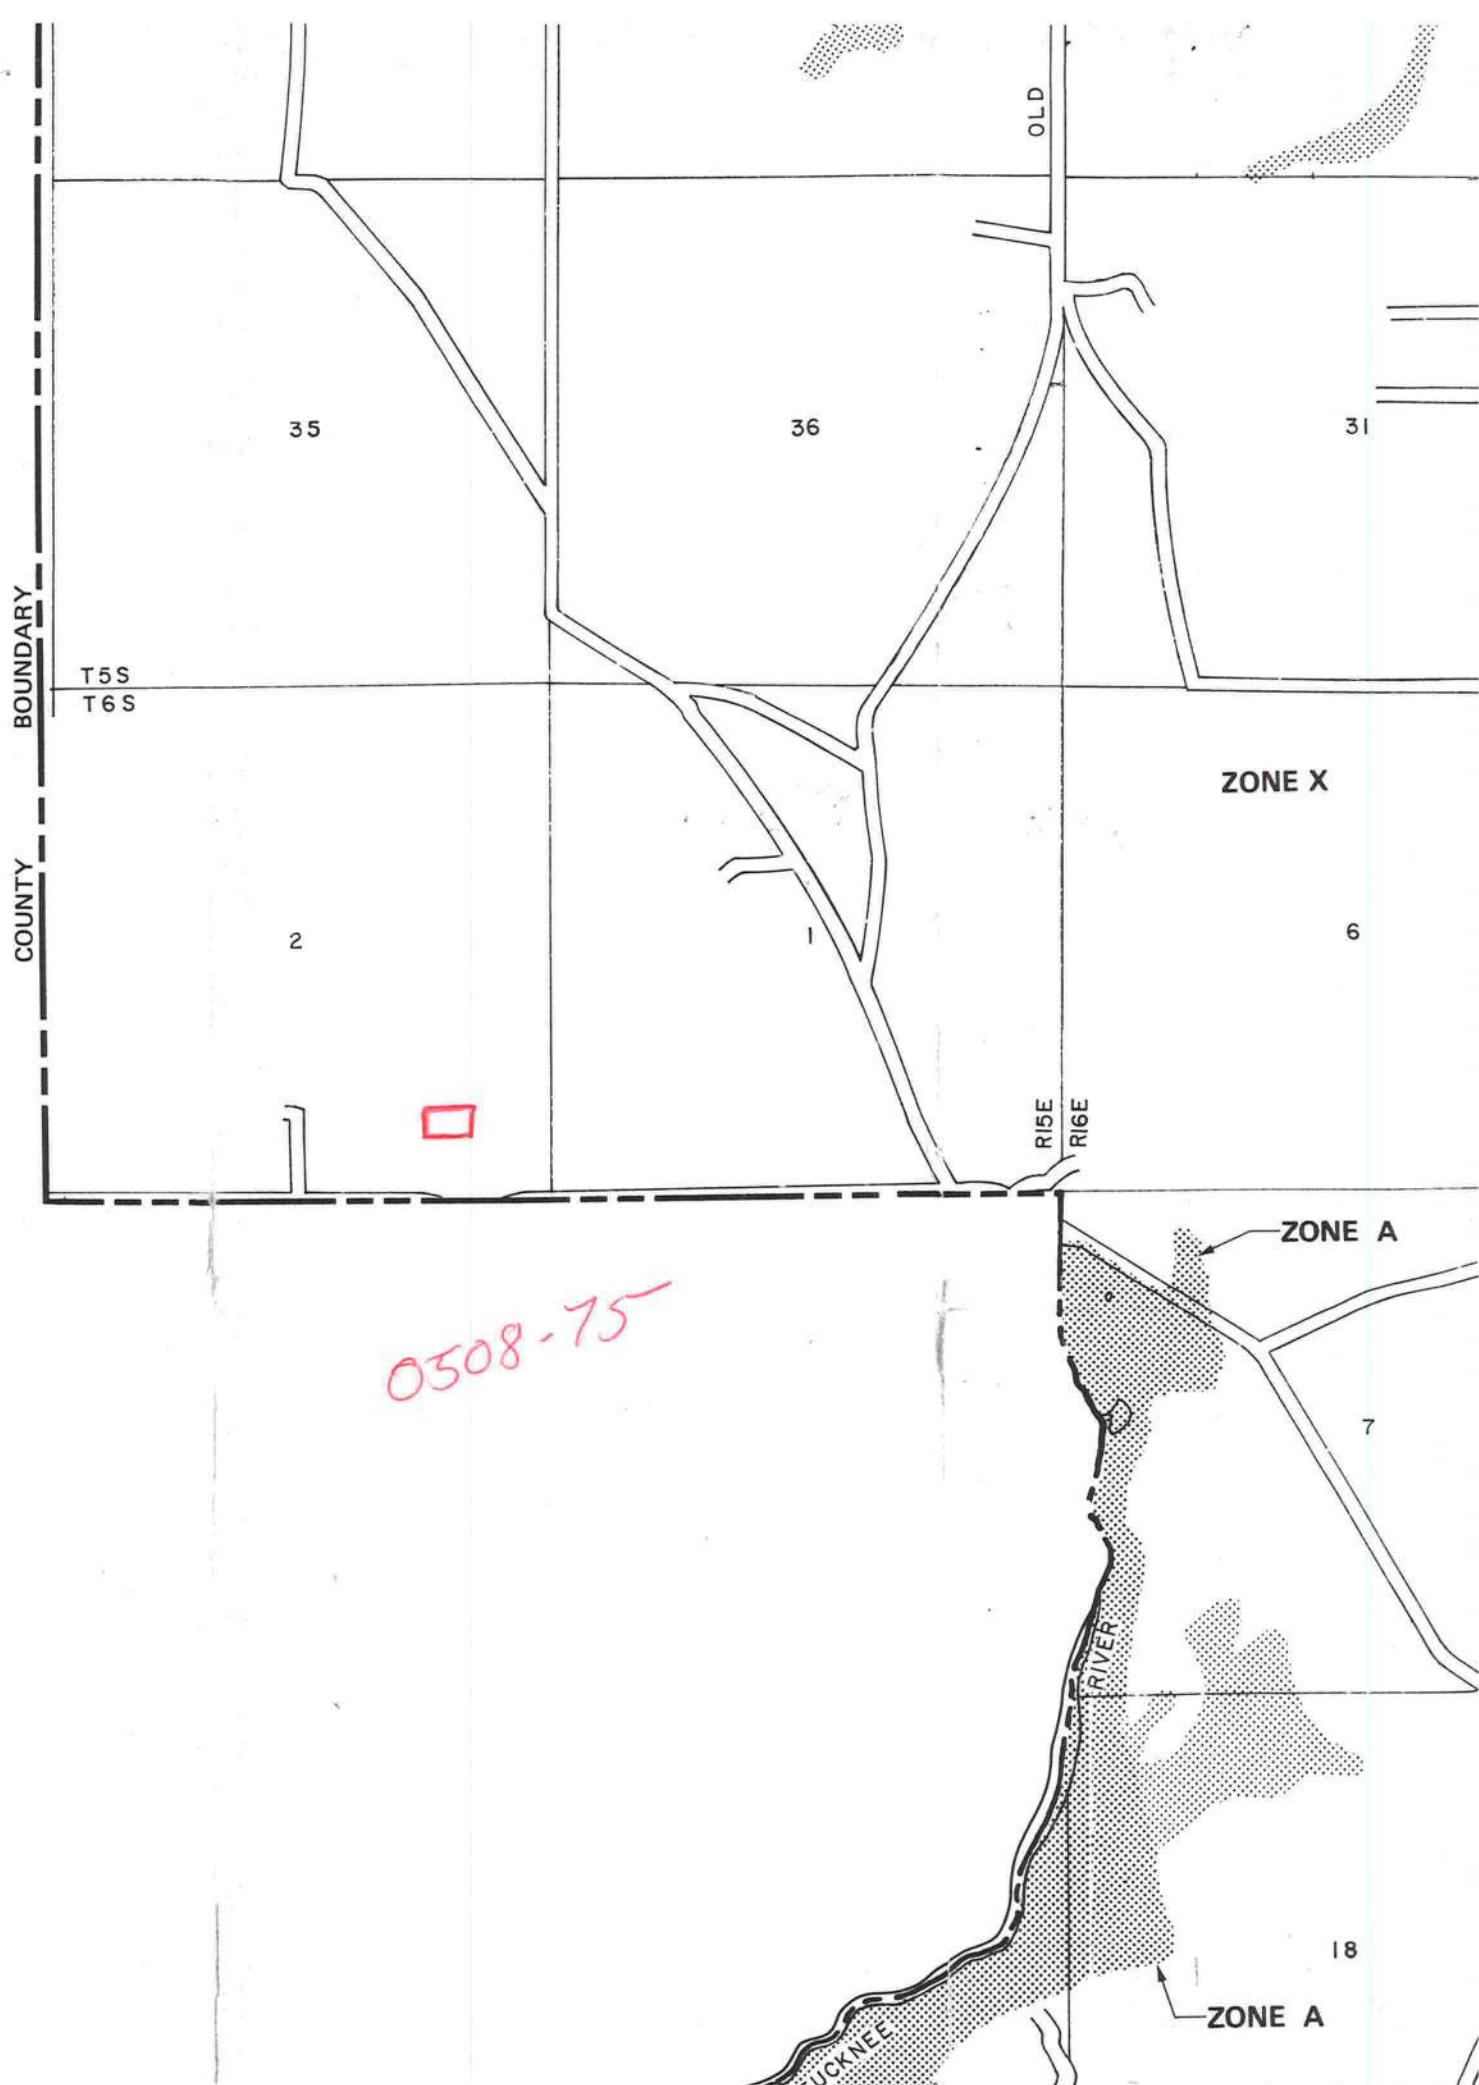 OLD
35
36
31
BOUNDARY
T5S
T6S
ZONE X
COUNTY
2
1
6
R15E
R16E
ZONE A
0508-75
7
RIVER
18
ZONE A
UCKNEE